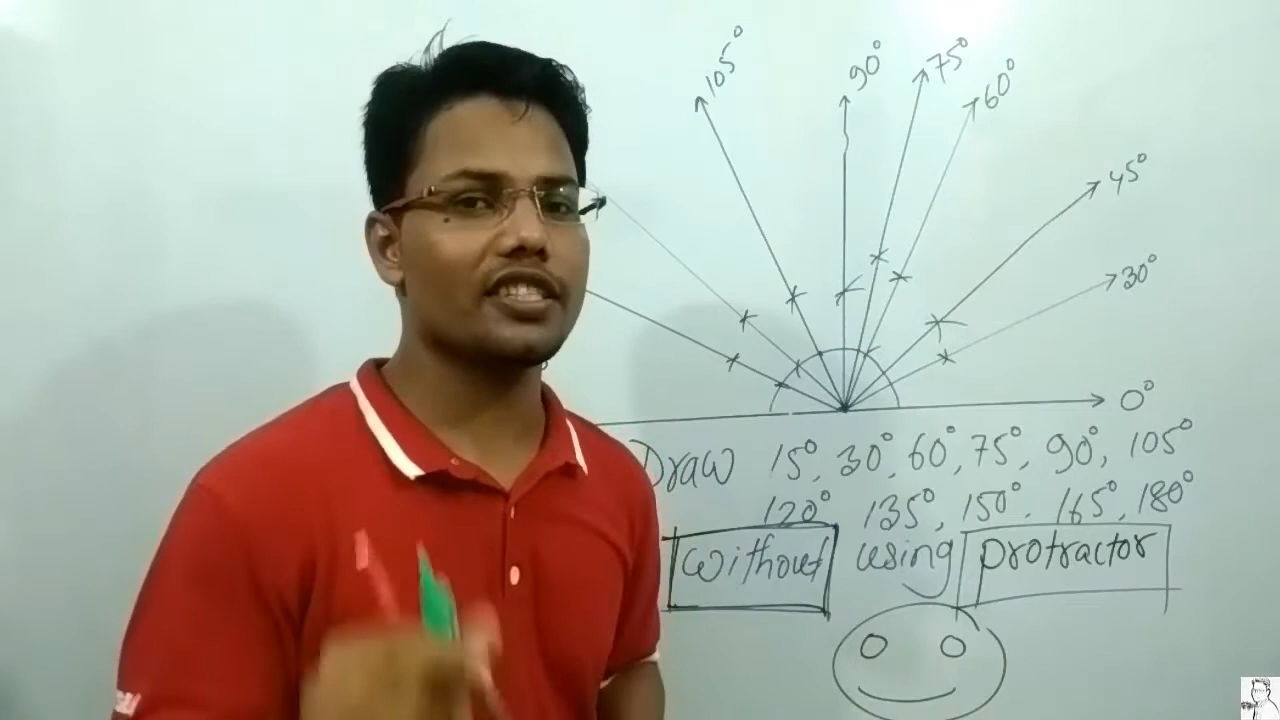 105° 90° 75° 60°
45°
30°
0°
Draw 15°, 30°, 60°, 75°, 90°, 105°
120° 135°, 150°. 165°, 180°
without using protractor